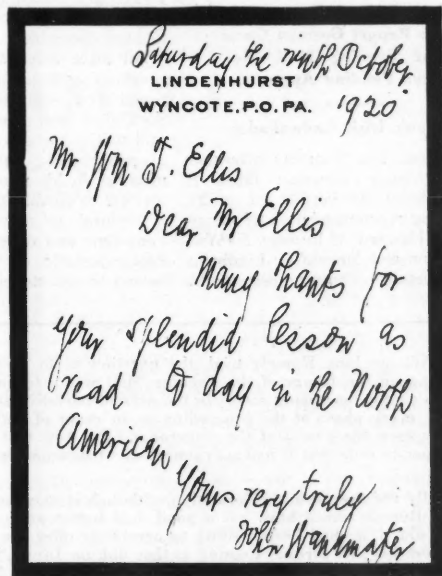 Saturday the ninth October
LINDENHURST
WYNCOTE. P.O. PA.
1920
Mr Wm T. Ellis
Dear Mr Ellis
Many thanks for
your splendid lesson as
read to day in the North
American
Yours very truly
John Wanamaker